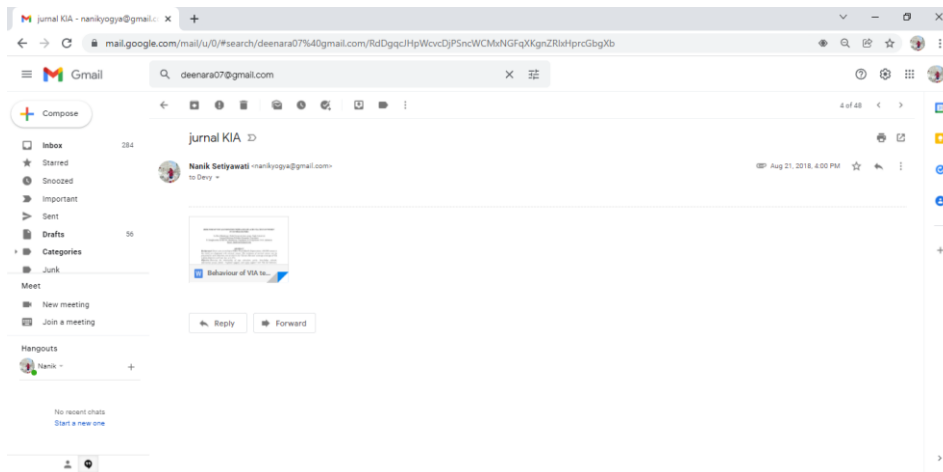 jurnal KIA - nanikyogya@gmail.c
mail.google.com/mail/u/0/#search/deenara07%40gmail.com/RdDgqcJHpWcvcDjPSncWCMxNGFqXKgnZRlxHprcGbgXb
Gmail
deenara07@gmail.com
Compose
4 of 48
jurnal KIA
Inbox 284
Nanik Setiyawati <nanikyogya@gmail.com>
Aug 21, 2018, 4:00 PM
to Devy
Starred
Snoozed
Important
Sent
Drafts 56
Categories
Junk
Behaviour of VIA te...
Meet
New meeting
Join a meeting
Reply
Forward
Hangouts
Nanik
No recent chats
Start a new one